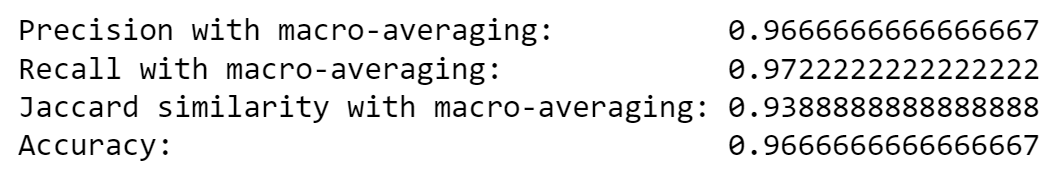 Precision with macro-averaging: 0.9666666666666667
Recall with macro-averaging: 0.9722222222222222
Jaccard similarity with macro-averaging: 0.9388888888888888
Accuracy: 0.9666666666666667